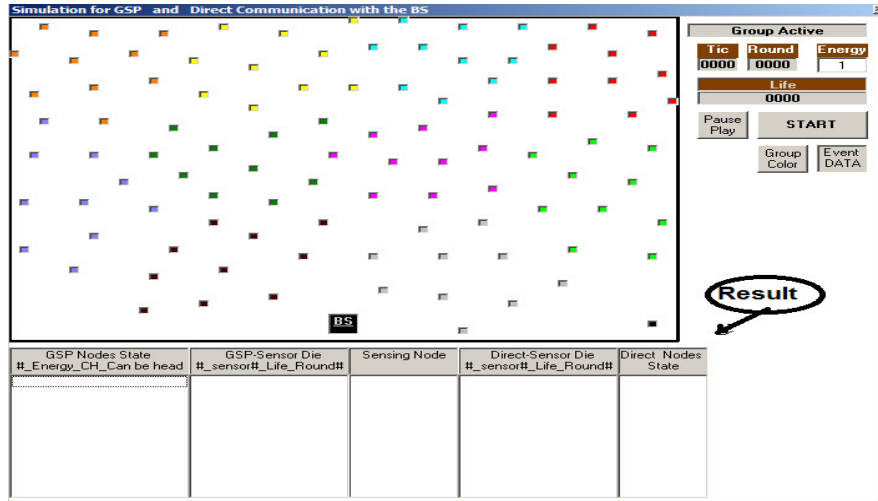 Simulation for GSP and Direct Communication with the BS
Group Active
Tic Round Energy
0000 0000 1
Life
0000
Pause Play
START
Group Color
Event DATA
Result
BS
GSP Nodes State
#_Energy_CH_Can be head
GSP-Sensor Die
#_sensor#_Life_Round#
Sensing Node
Direct-Sensor Die
#_sensor#_Life_Round#
Direct Nodes
State